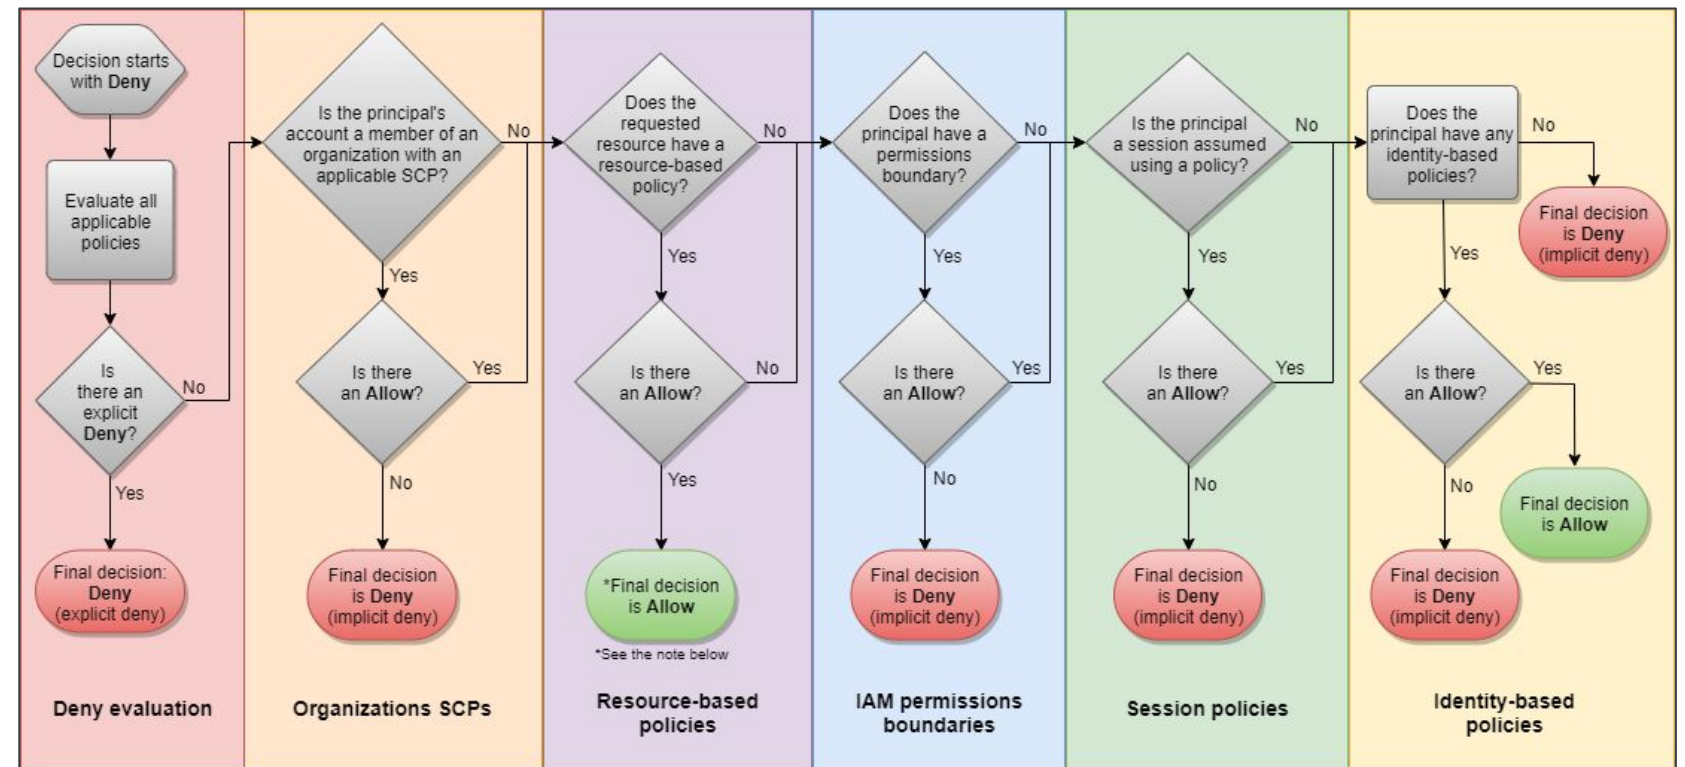 Decision starts
with Deny
Evaluate all
applicable
policies
Is
there an
explicit
Deny?
No
Yes
Final decision:
Deny
(explicit deny)
Deny evaluation
Is the principal's
account a member of an
organization with an
applicable SCP?
No
Yes
Is there
an Allow?
Yes
No
Final decision
is Deny
(implicit deny)
Organizations SCPs
Does the
requested
resource have a
resource-based
policy?
No
Yes
Is there
an Allow?
No
Yes
*Final decision
is Allow
*See the note below
Resource-based
policies
Does the
principal have a
permissions
boundary?
No
Yes
Is there
an Allow?
Yes
No
Final decision
is Deny
(implicit deny)
IAM permissions
boundaries
Is the principal
a session assumed
using a policy?
No
Yes
Is there
an Allow?
Yes
No
Final decision
is Deny
(implicit deny)
Session policies
Does the
principal have any
identity-based
policies?
No
Final decision
is Deny
(implicit deny)
Yes
Is there
an Allow?
Yes
Final decision
is Allow
No
Final decision
is Deny
(implicit deny)
Identity-based
policies